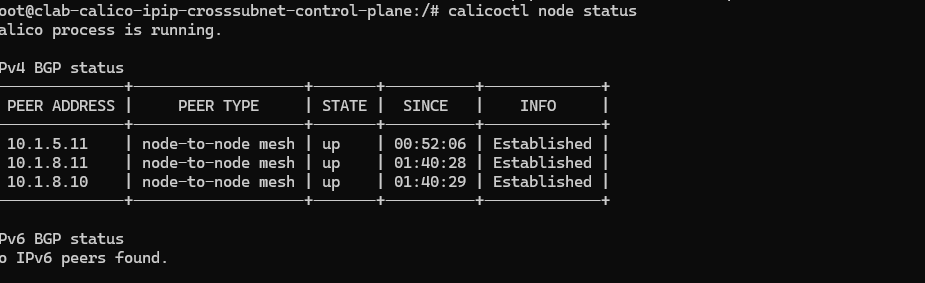 oot@clab-calico-ipip-crosssubnet-control-plane:/# calicoctl node status
alico process is running.
Pv4 BGP status
PEER ADDRESS | PEER TYPE | STATE | SINCE | INFO |
10.1.5.11 | node-to-node mesh | up | 00:52:06 | Established |
10.1.8.11 | node-to-node mesh | up | 01:40:28 | Established |
10.1.8.10 | node-to-node mesh | up | 01:40:29 | Established |
Pv6 BGP status
o IPv6 peers found.